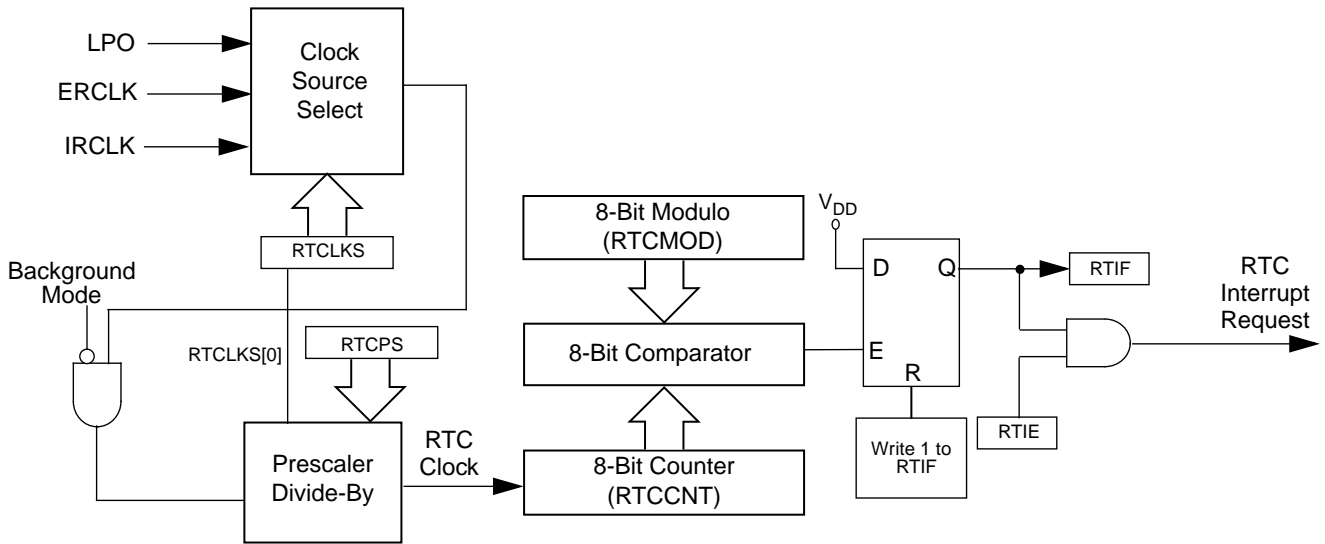 LPO
ERCLK
IRCLK
Clock
Source
Select
RTCLKS
Background
Mode
RTCLKS[0]
RTCPS
Prescaler
Divide-By
RTC
Clock
8-Bit Modulo
(RTCMOD)
8-Bit Comparator
8-Bit Counter
(RTCCNT)
VDD
D
Q
E
R
Write 1 to
RTIF
RTIF
RTIE
RTC
Interrupt
Request